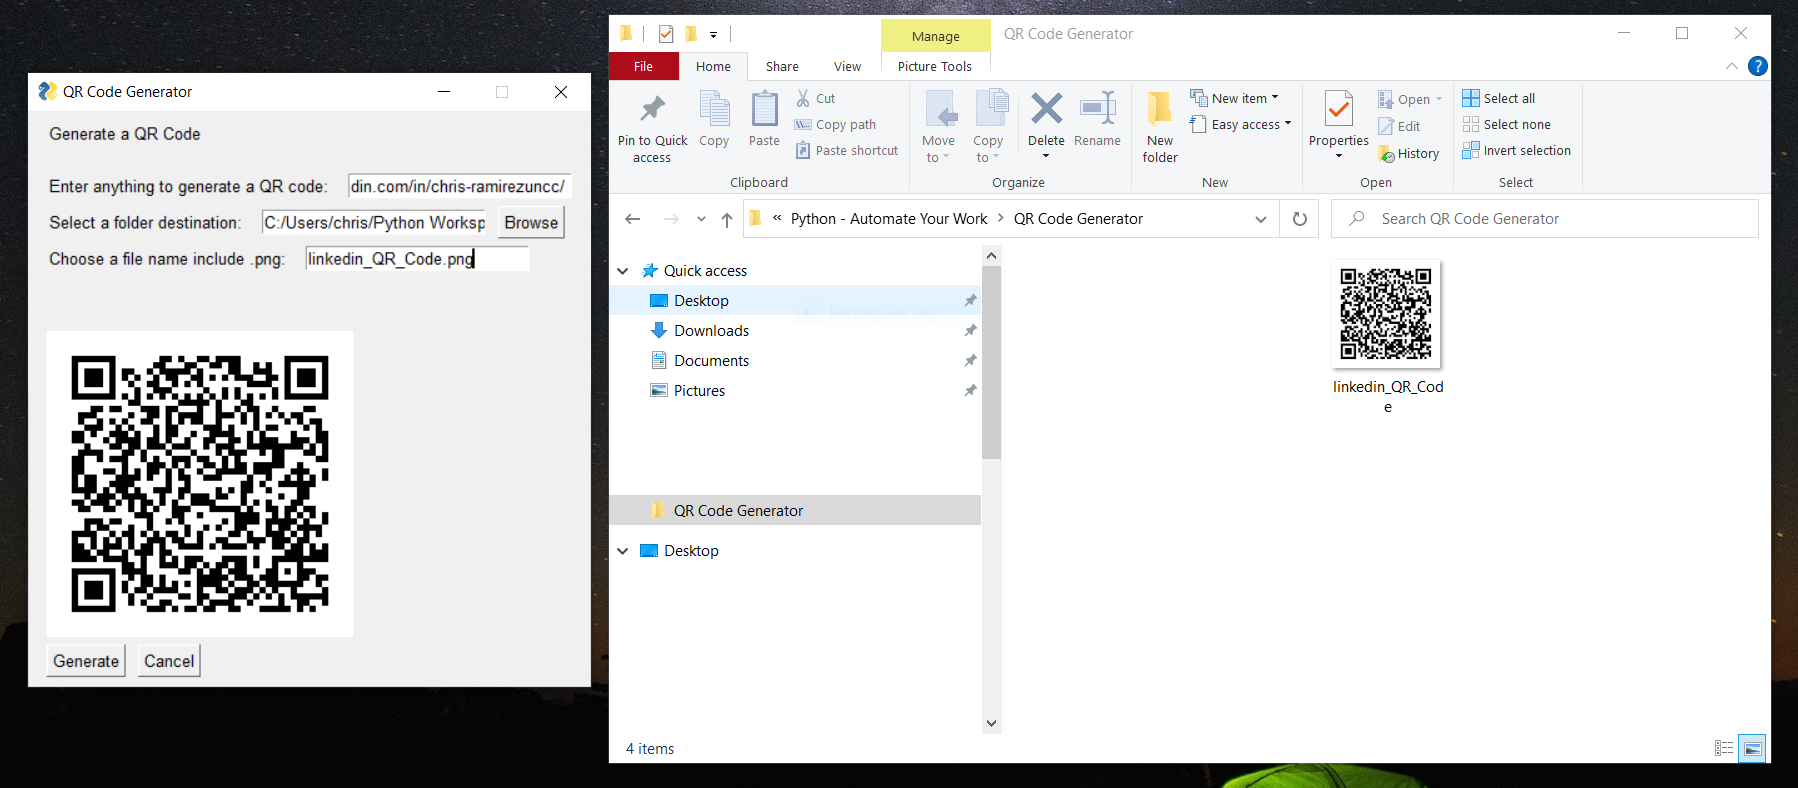 QR Code Generator
Generate a QR Code
Enter anything to generate a QR code: din.com/in/chris-ramirezuncc/
Select a folder destination: C:/Users/chris/Python Worksp Browse
Choose a file name include .png: linkedin_QR_Code.png
Generate Cancel
Manage QR Code Generator
File Home Share View Picture Tools
Pin to Quick access
Copy
Paste
Cut
Copy path
Paste shortcut
Clipboard
Move to
Copy to
Delete
Rename
Organize
New folder
New item
Easy access
New
Properties
Open
Edit
History
Open
Select all
Select none
Invert selection
Select
« Python - Automate Your Work > QR Code Generator
Search QR Code Generator
Quick access
Desktop
Rectangular Snip
Downloads
Documents
Pictures
QR Code Generator
Desktop
linkedin_QR_Cod
e
4 items